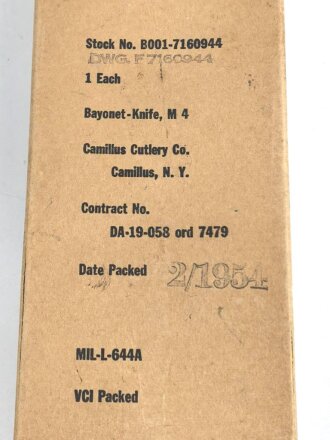 Stock No. B001-7160944
DWG. F7160944
1 Each
Bayonet-Knife, M 4
Camillus Cutlery Co.
Camillus, N. Y.
Contract No.
DA-19-058 ord 7479
Date Packed 2/1954
MIL-L-644A
VCI Packed